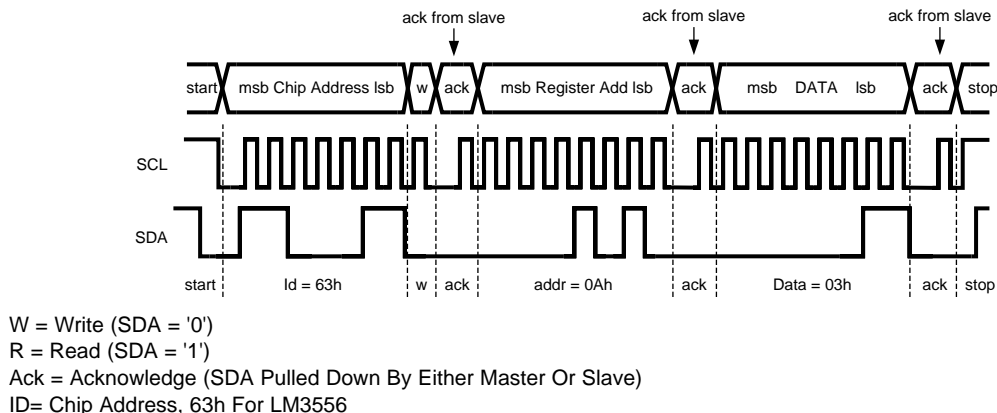 ack from slave ack from slave ack from slave
start msb Chip Address lsb w ack msb Register Add lsb ack msb DATA lsb ack stop
SCL
SDA
start Id = 63h w ack addr = 0Ah ack Data = 03h ack stop
W = Write (SDA = '0')
R = Read (SDA = '1')
Ack = Acknowledge (SDA Pulled Down By Either Master Or Slave)
ID= Chip Address, 63h For LM3556